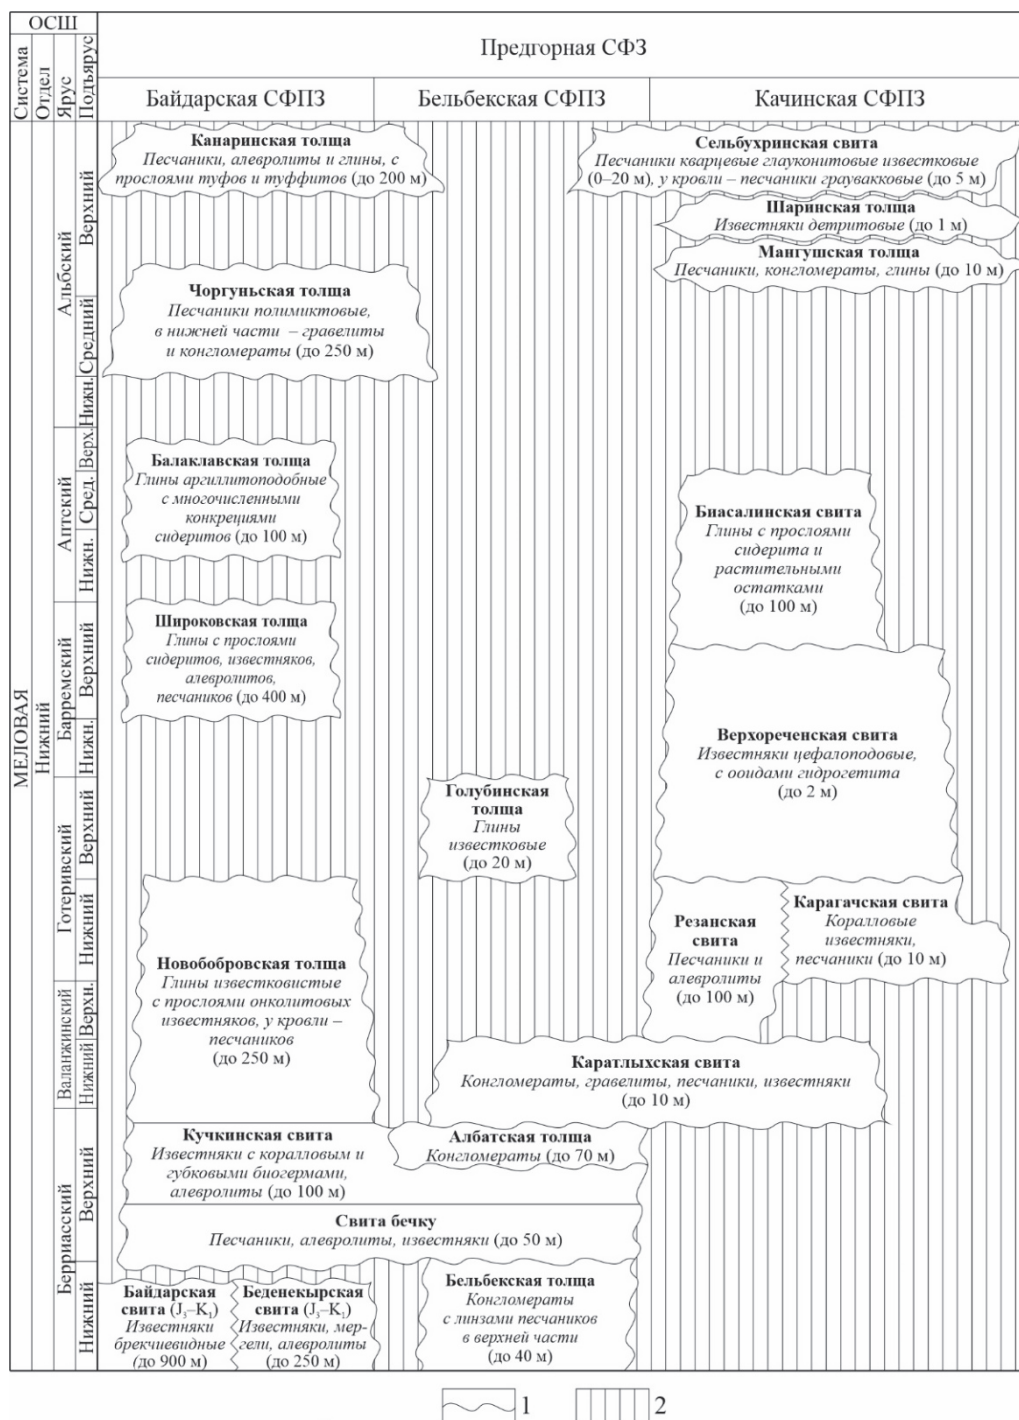 ОСШ
Система
Отдел
Ярус
Подъярус
Предгорная СФЗ
Байдарская СФПЗ
Бельбекская СФПЗ
Качинская СФПЗ
МЕЛОВАЯ
Нижний
Альбский
Верхний
Средний
Нижн.
Аптский
Верх.
Сред.
Нижн.
Барремский
Верхний
Нижн.
Готеривский
Верхний
Нижний
Валанжинский
Верхн.
Нижний
Берриасский
Верхний
Нижний
Канаринская толща
Песчаники, алевролиты и глины, с
прослоями туфов и туффитов (до 200 м)
Сельбухринская свита
Песчаники кварцевые глауконитовые известковые
(0–20 м), у кровли – песчаники граувакковые (до 5 м)
Шаринская толща
Известняки детритовые (до 1 м)
Мангушская толща
Песчаники, конгломераты, глины (до 10 м)
Чоргуньская толща
Песчаники полимиктовые,
в нижней части – гравелиты
и конгломераты (до 250 м)
Балаклавская толща
Глины аргиллитоподобные
с многочисленными
конкрециями
сидеритов (до 100 м)
Биасалинская свита
Глины с прослоями
сидерита и
растительными
остатками
(до 100 м)
Широковская толща
Глины с прослоями
сидеритов, известняков,
алевролитов,
песчаников (до 400 м)
Верхореченская свита
Известняки цефалоподовые,
с ооидами гидрогетита
(до 2 м)
Голубинская
толща
Глины
известковые
(до 20 м)
Резанская
свита
Песчаники и
алевролиты
(до 100 м)
Карагачская свита
Коралловые
известняки,
песчаники (до 10 м)
Новобобровская толща
Глины известковистые
с прослоями онколитовых
известняков, у кровли –
песчаников
(до 250 м)
Каратлыхская свита
Конгломераты, гравелиты, песчаники, известняки
(до 10 м)
Кучкинская свита
Известняки с коралловым и
губковыми биогермами,
алевролиты (до 100 м)
Албатская толща
Конгломераты (до 70 м)
Свита бечку
Песчаники, алевролиты, известняки (до 50 м)
Байдарская
свита (J₃–K₁)
Известняки
брекчиевидные
(до 900 м)
Беденекырская
свита (J₃–K₁)
Известняки, мер-
гели, алевролиты
(до 250 м)
Бельбекская толща
Конгломераты
с линзами песчаников
в верхней части
(до 40 м)
1
2